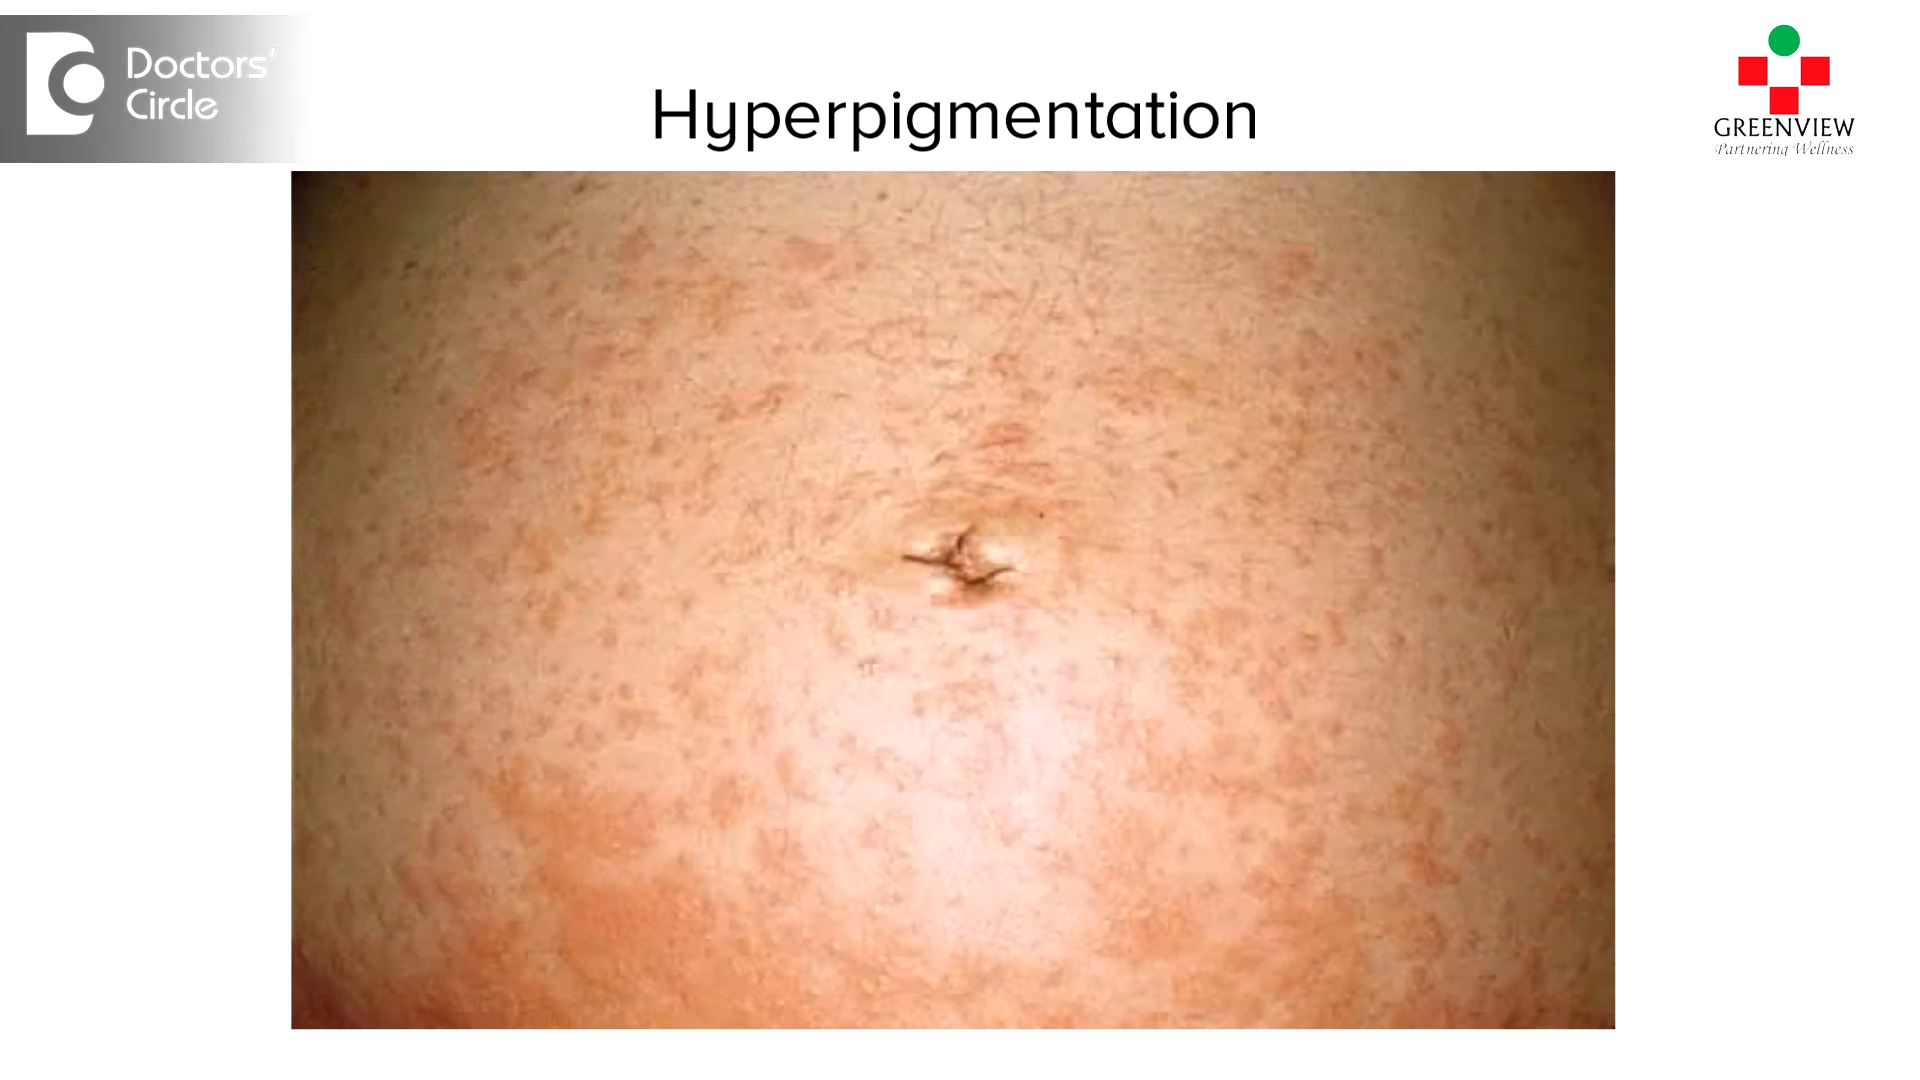 Doctors'
Circle
Hyperpigmentation
GREENVIEW
Partnering Wellness